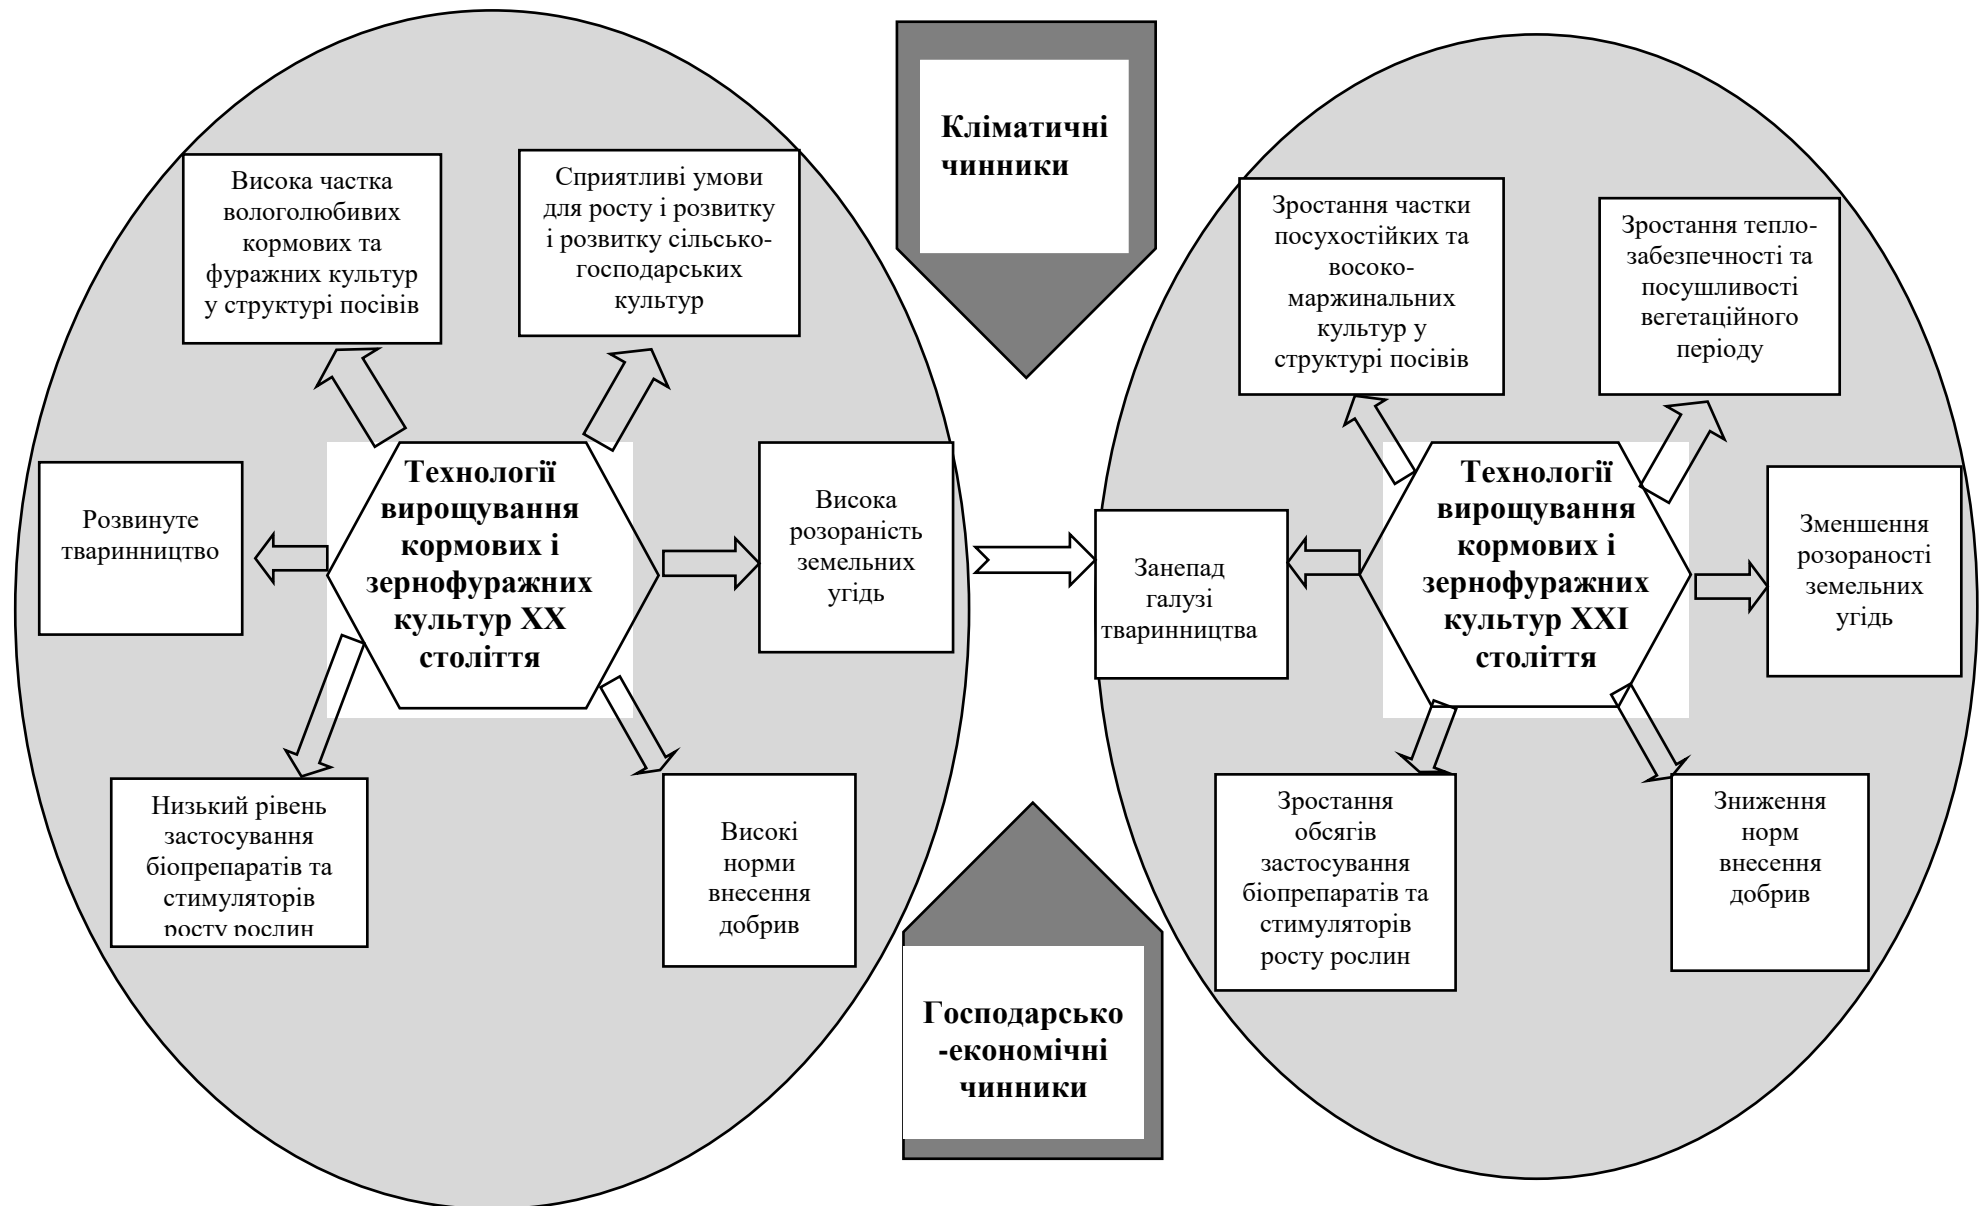 Висока частка
вологолюбивих
кормових та
фуражних культур
у структурі посівів
Сприятливі умови
для росту і розвитку
і розвитку сільсько-
господарських
культур
Розвинуте
тваринництво
Технології
вирощування
кормових і
зернофуражних
культур ХХ
століття
Висока
розораність
земельних
угідь
Низький рівень
застосування
біопрепаратів та
стимуляторів
росту рослин
Високі
норми
внесення
добрив
Кліматичні
чинники
Господарсько
-економічні
чинники
Зростання частки
посухостійких та
восоко-
маржинальних
культур у
структурі посівів
Зростання тепло-
забезпечності та
посушливості
вегетаційного
періоду
Занепад
галузі
тваринництва
Технології
вирощування
кормових і
зернофуражних
культур ХХІ
століття
Зменшення
розораності
земельних
угідь
Зростання
обсягів
застосування
біопрепаратів та
стимуляторів
росту рослин
Зниження
норм
внесення
добрив